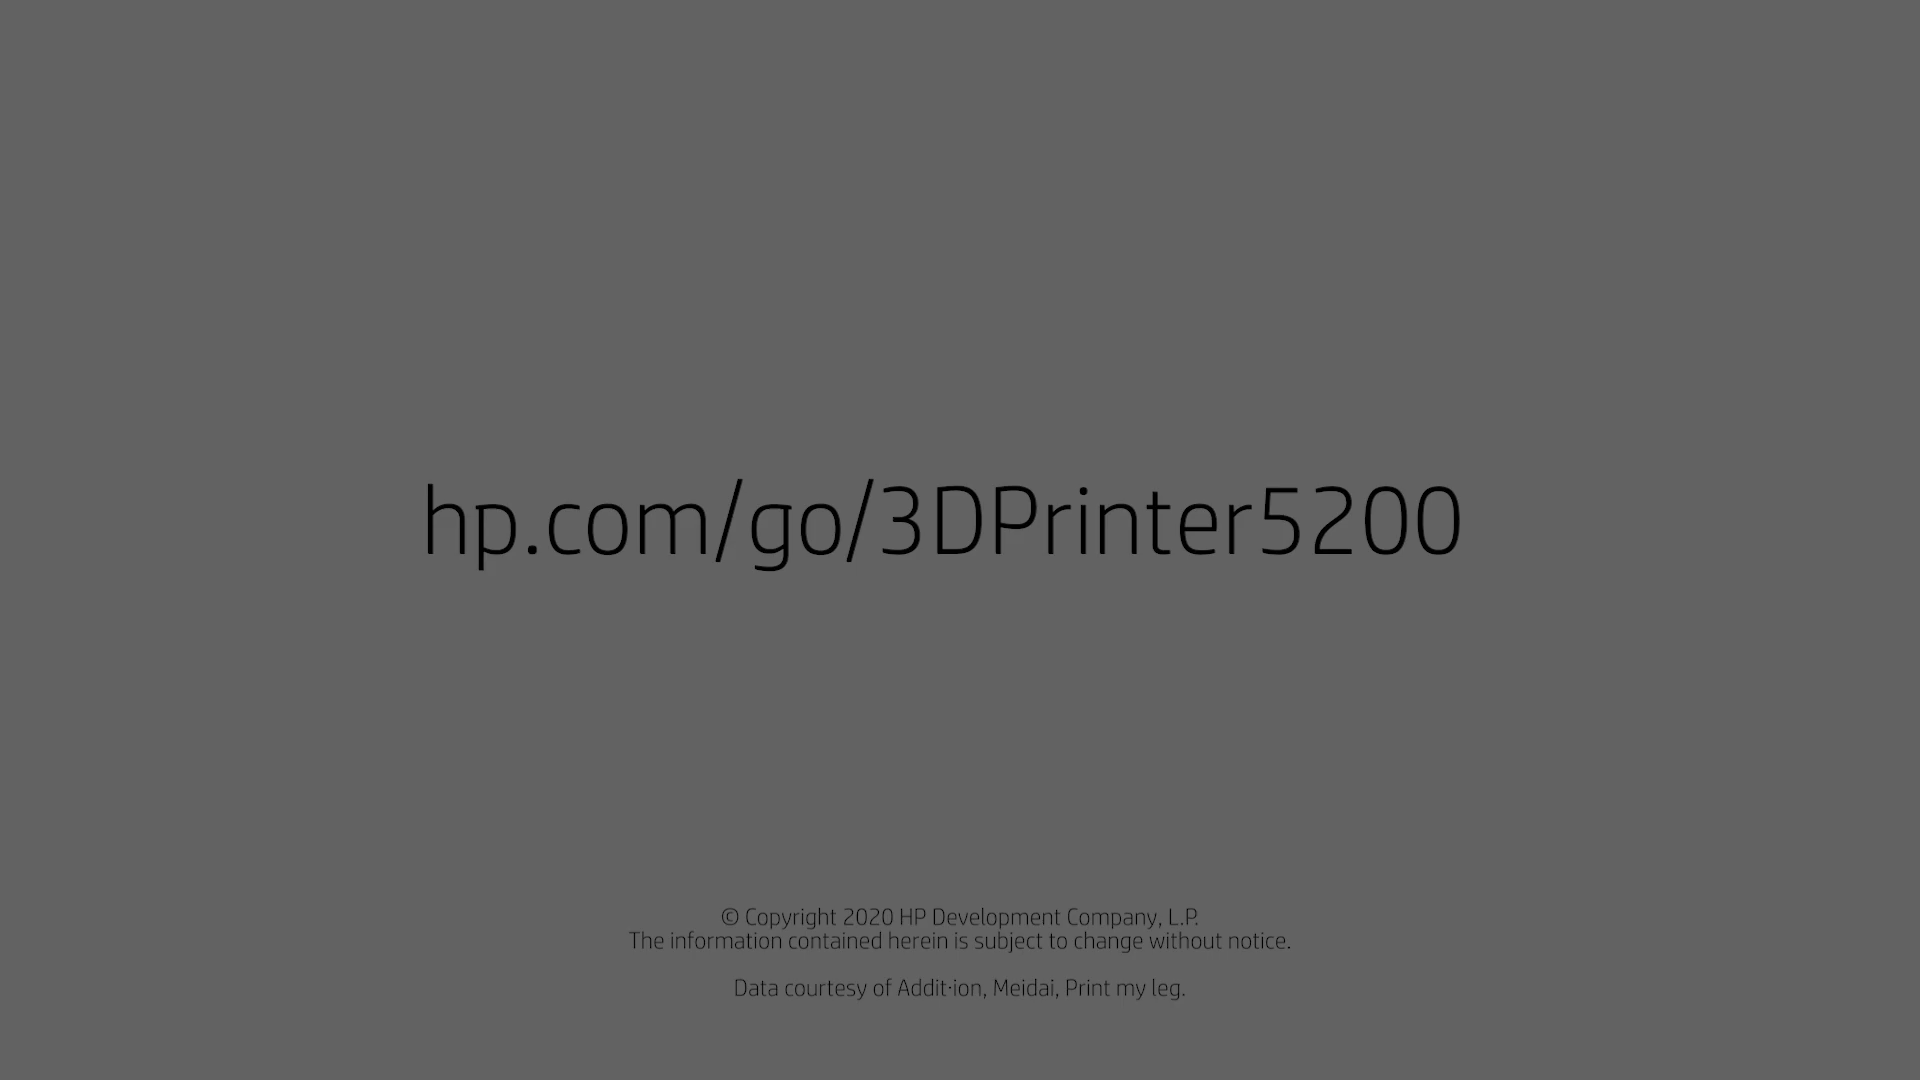 hp.com/go/3DPrinter5200
© Copyright 2020 HP Development Company, L.P.
The information contained herein is subject to change without notice.
Data courtesy of Addit·ion, Meidai, Print my leg.